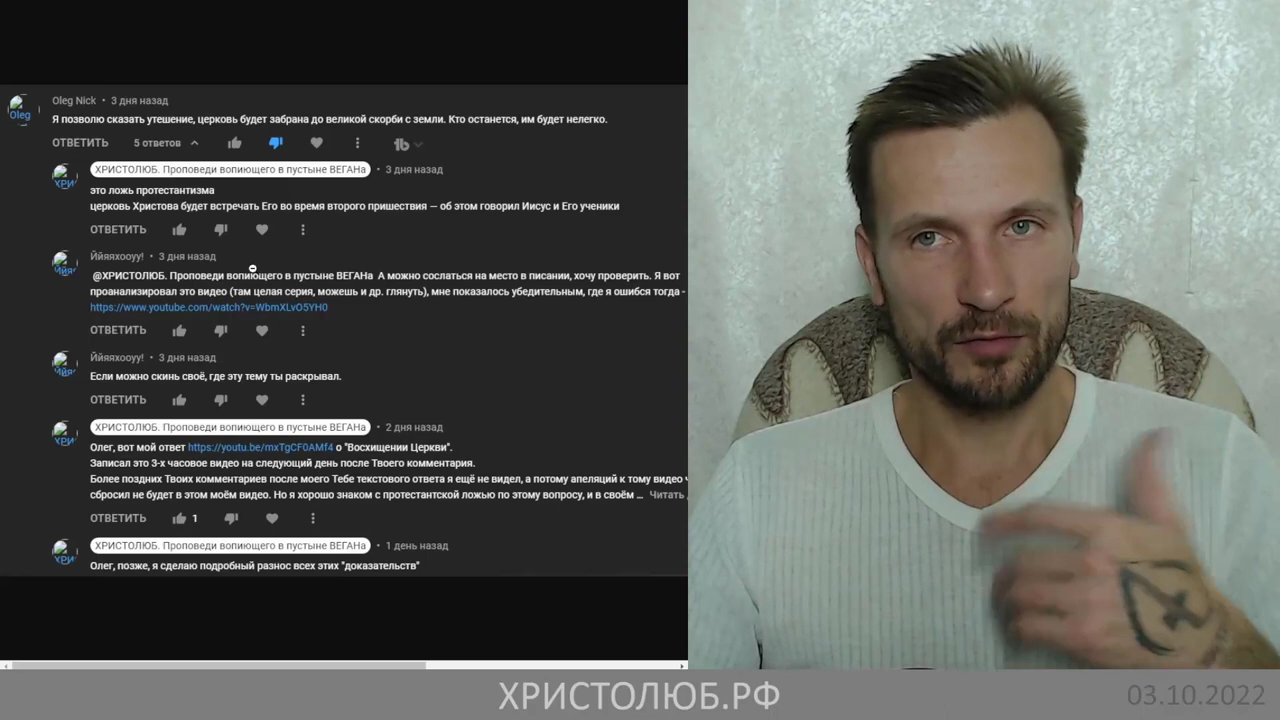 Oleg Nick • 3 дня назад
Я позволю сказать утешение, церковь будет забрана до великой скорби с земли. Кто останется, им будет нелегко.
ОТВЕТИТЬ 5 ответов
ХРИСТОЛЮБ. Проповеди вопиющего в пустыне ВЕГАНа • 3 дня назад
это ложь протестантизма
церковь Христова будет встречать Его во время второго пришествия — об этом говорил Иисус и Его ученики
ОТВЕТИТЬ
Ййяяхооуу! • 3 дня назад
@ХРИСТОЛЮБ. Проповеди вопиющего в пустыне ВЕГАНа А можно сослаться на место в писании, хочу проверить. Я вот
проанализировал это видео (там целая серия, можешь и др. глянуть), мне показалось убедительным, где я ошибся тогда -
https://www.youtube.com/watch?v=WbmXLvO5YH0
ОТВЕТИТЬ
Ййяяхооуу! • 3 дня назад
Если можно скинь своё, где эту тему ты раскрывал.
ОТВЕТИТЬ
ХРИСТОЛЮБ. Проповеди вопиющего в пустыне ВЕГАНа • 2 дня назад
Олег, вот мой ответ https://youtu.be/mxTgCF0AMf4 о "Восхищении Церкви".
Записал это 3-х часовое видео на следующий день после Твоего комментария.
Более поздних Твоих комментариев после моего Тебе текстового ответа я ещё не видел, а потому апеляций к тому видео ч
сбросил не будет в этом моём видео. Но я хорошо знаком с протестантской ложью по этому вопросу, и в своём ... Читать
ОТВЕТИТЬ 1
ХРИСТОЛЮБ. Проповеди вопиющего в пустыне ВЕГАНа • 1 день назад
Олег, позже, я сделаю подробный разнос всех этих "доказательств"
ХРИСТОЛЮБ.РФ
03.10.2022